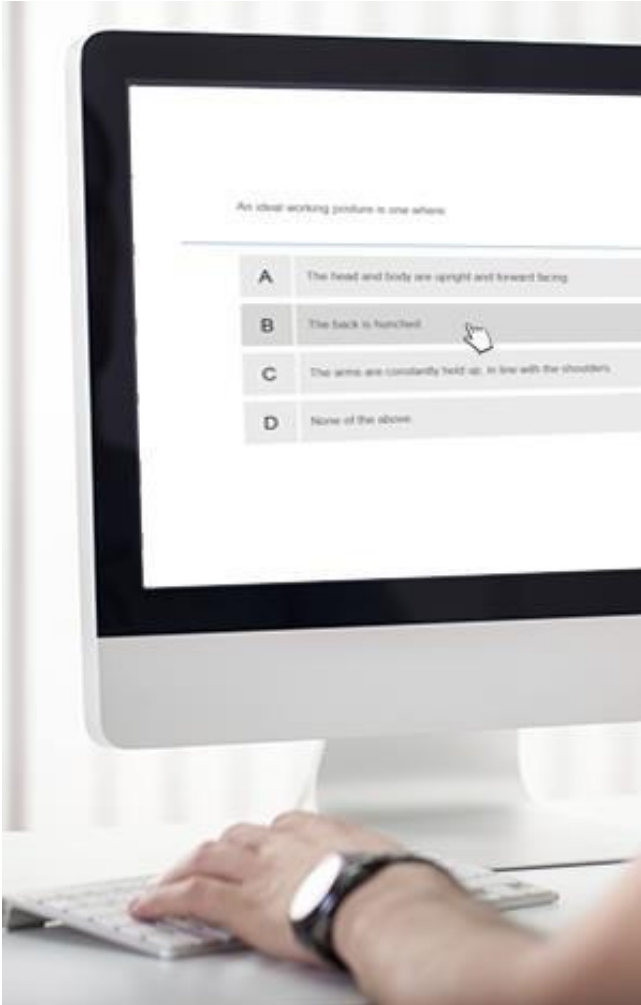 An ideal working posture is one where:
A The head and body are upright and forward facing.
B The back is hunched.
C The arms are constantly held up, in line with the shoulders.
D None of the above.